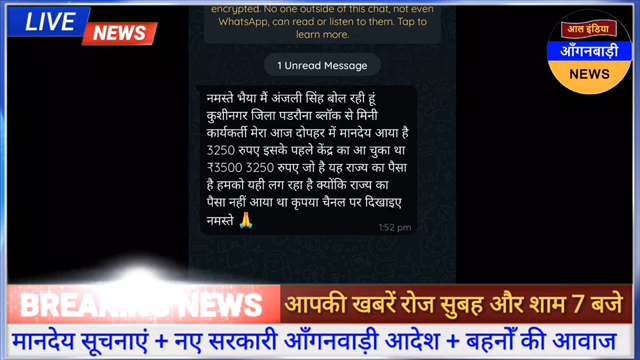 LIVE
NEWS
encrypted. No one outside of this chat, not even
WhatsApp, can read or listen to them. Tap to
learn more.
1 Unread Message
नमस्ते भैया मैं अंजली सिंह बोल रही हूं
कुशीनगर जिला पडरौना ब्लॉक से मिनी
कार्यकर्ती मेरा आज दोपहर में मानदेय आया है
3250 रुपए इसके पहले केंद्र का आ चुका था
₹3500 3250 रुपए जो है यह राज्य का पैसा
है हमको यही लग रहा है क्योंकि राज्य का
पैसा नहीं आया था कृपया चैनल पर दिखाइए
नमस्ते 🙏
1:52 pm
आल इंडिया
आँगनबाड़ी
NEWS
BREAKING NEWS
आपकी खबरें रोज सुबह और शाम 7 बजे
मानदेय सूचनाएं + नए सरकारी आँगनवाड़ी आदेश + बहनोँ की आवाज